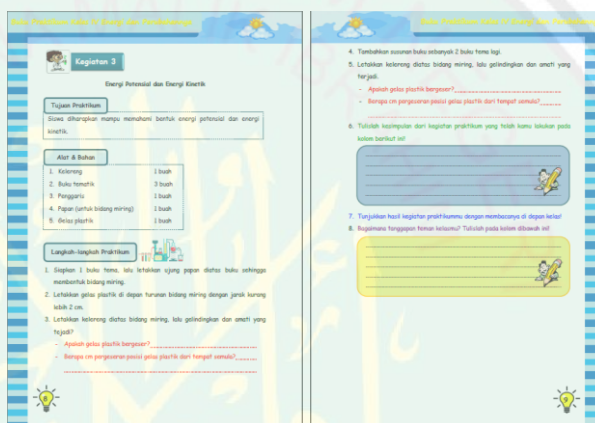 Kegiatan 3
Energi Potensial dan Energi Kinetik
Tujuan Praktikum
Siswa diharapkan mampu memahami bentuk energi potensial dan energi
kinetik.
Alat & Bahan
1. Kelereng 1 buah
2. Buku tematik 3 buah
3. Penggaris 1 buah
4. Papan (untuk bidang miring) 1 buah
5. Gelas plastik 1 buah
Langkah-langkah Praktikum
1. Siapkan 1 buku tema, lalu letakkan ujung papan diatas buku sehingga
membentuk bidang miring.
2. Letakkan gelas plastik di depan turunan bidang miring dengan jarak kurang
lebih 2 cm.
3. Letakkan kelereng diatas bidang miring, lalu gelindingkan dan amati yang
tejadi?
- Apakah gelas plastik bergeser?
- Berapa cm pergeseran posisi gelas plastik dari tempat semula?
8
4. Tambahkan susunan buku sebanyak 2 buku tema lagi.
5. Letakkan kelereng diatas bidang miring, lalu gelindingkan dan amati yang
terjadi.
- Apakah gelas plastik bergeser?
- Berapa cm pergeseran posisi gelas plastik dari tempat semula?
6. Tulislah kesimpulan dari kegiatan praktikum yang telah kamu lakukan pada
kolom berikut ini!
7. Tunjukkan hasil kegiatan praktikummu dengan membacanya di depan kelas!
8. Bagaimana tanggapan teman kelasmu? Tulislah pada kolom dibawah ini!
9